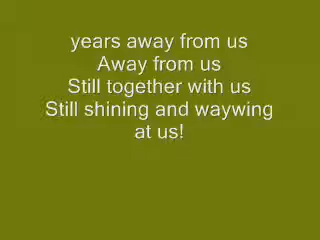 years away from us
Away from us
Still together with us
Still shining and waywing
at us!